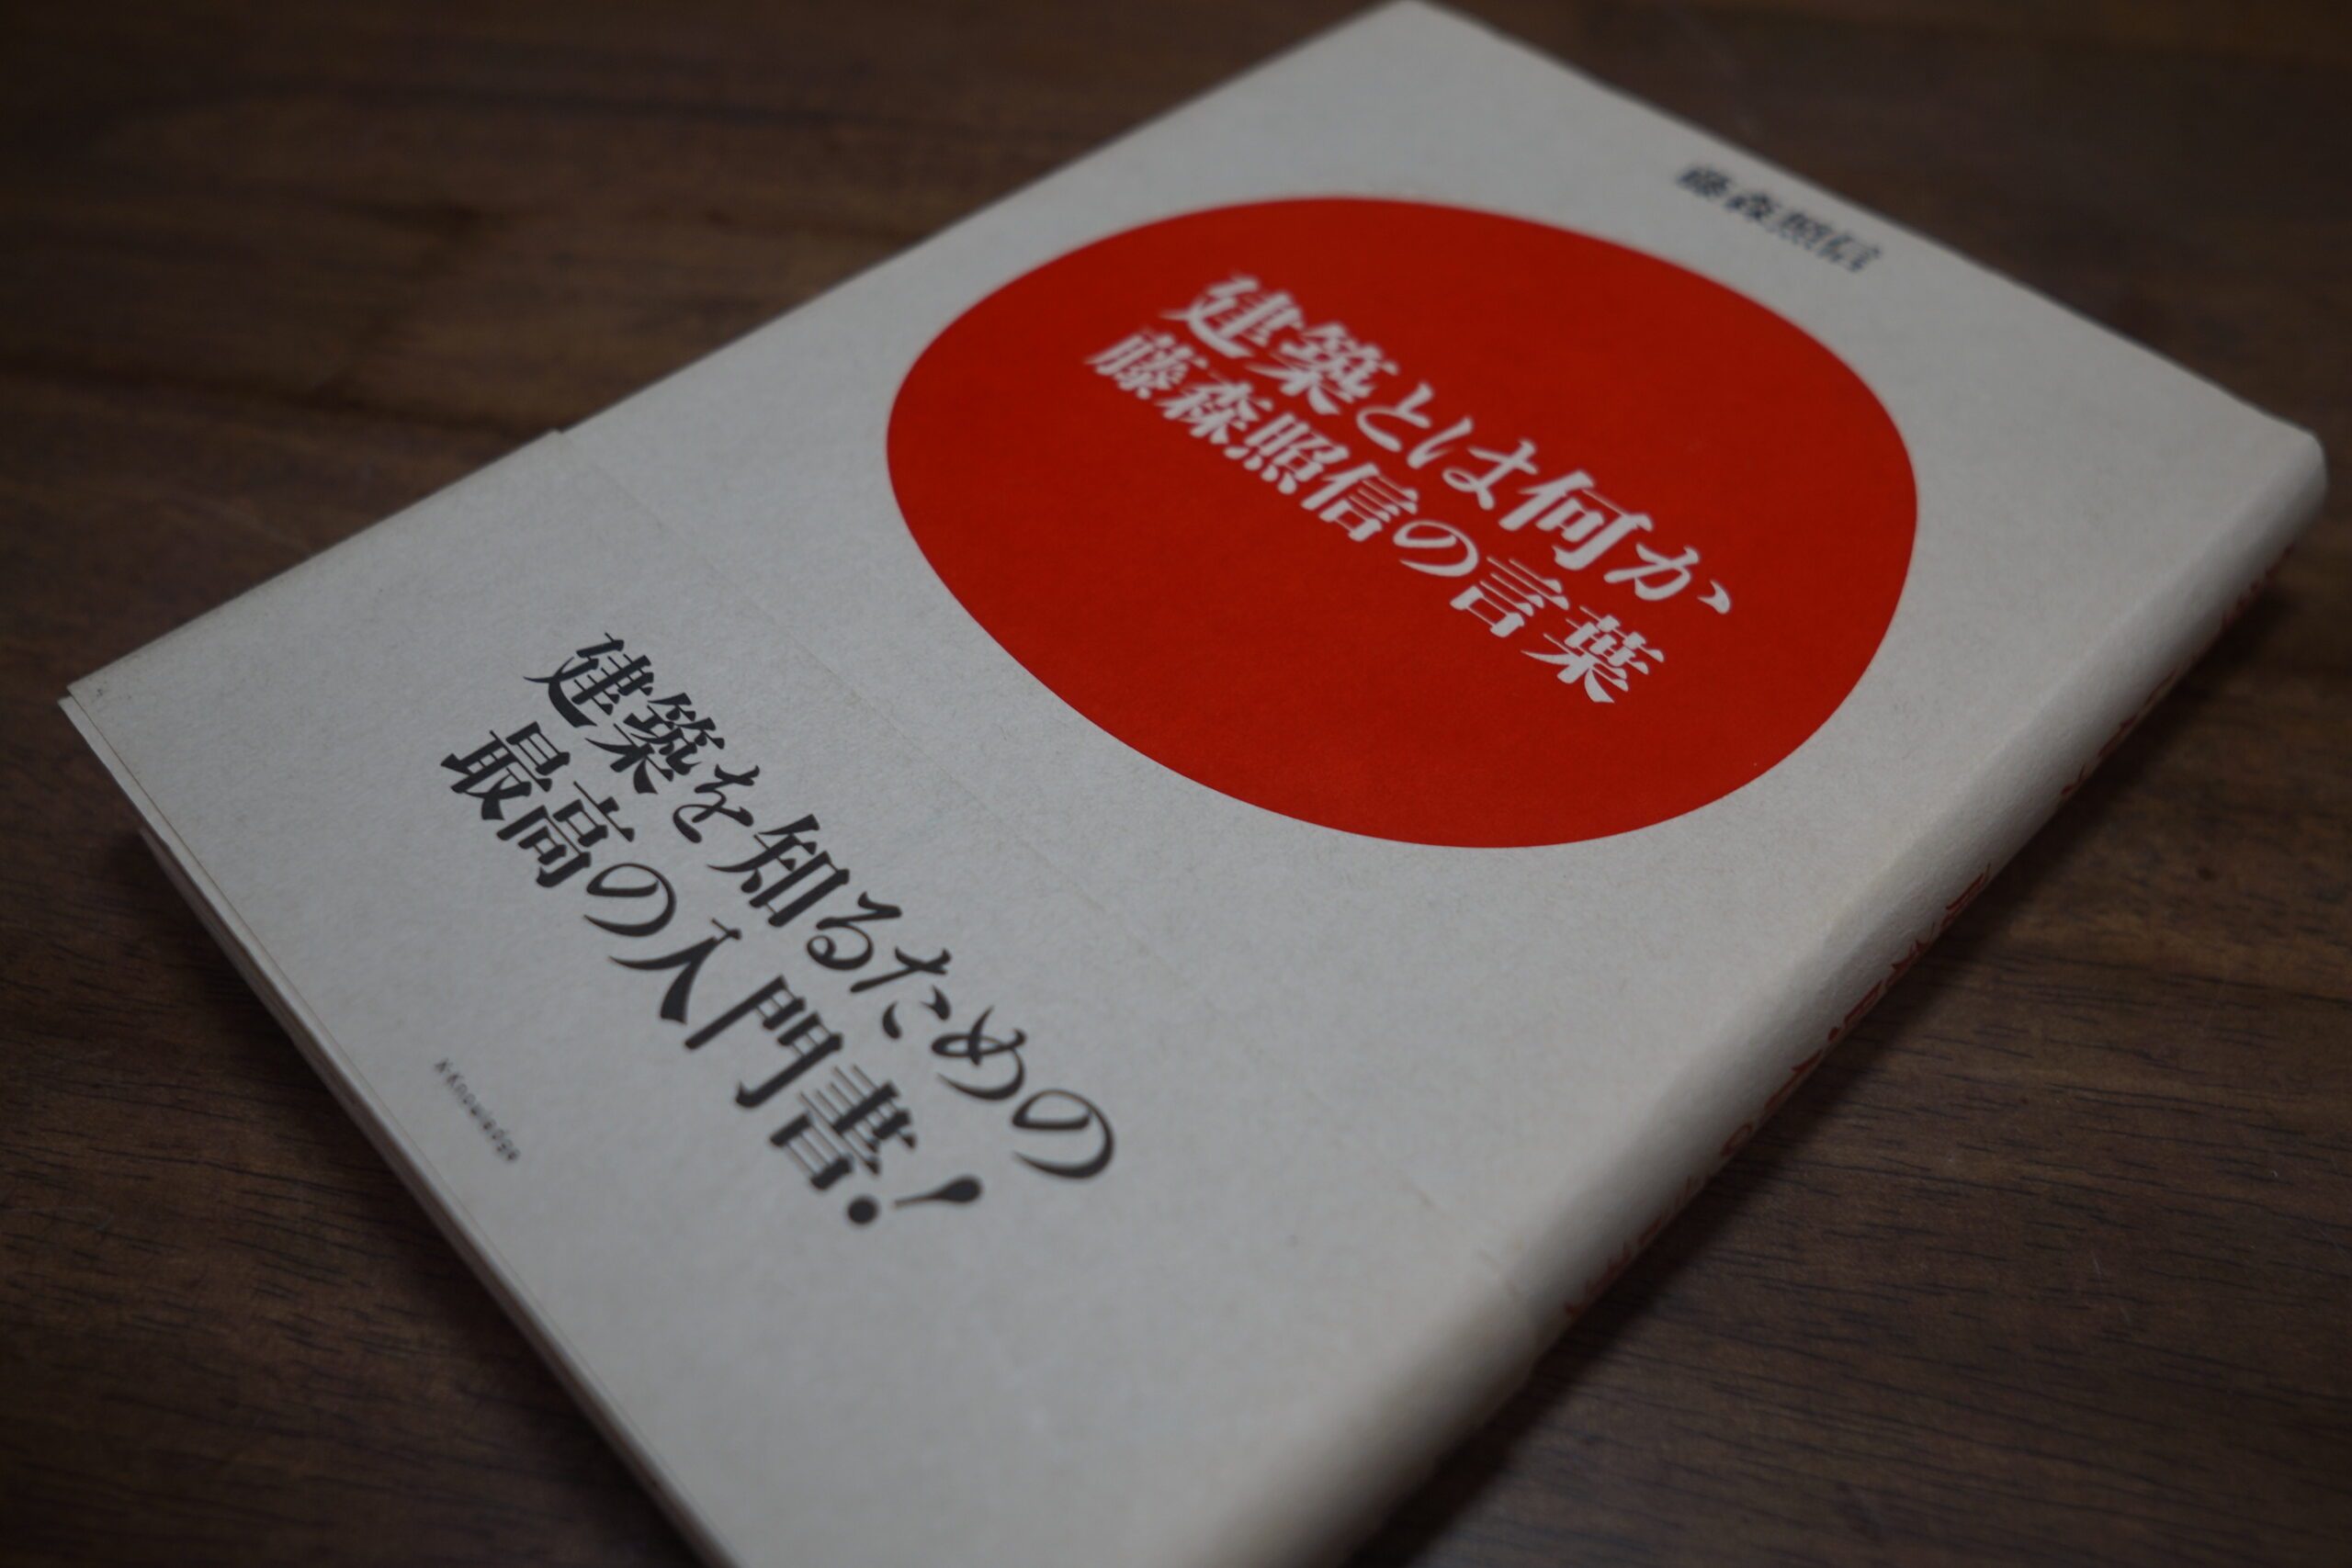 藤森照信
建築とは何か
藤森照信の言葉
建築を知るための
最高の入門書!
X-Knowledge